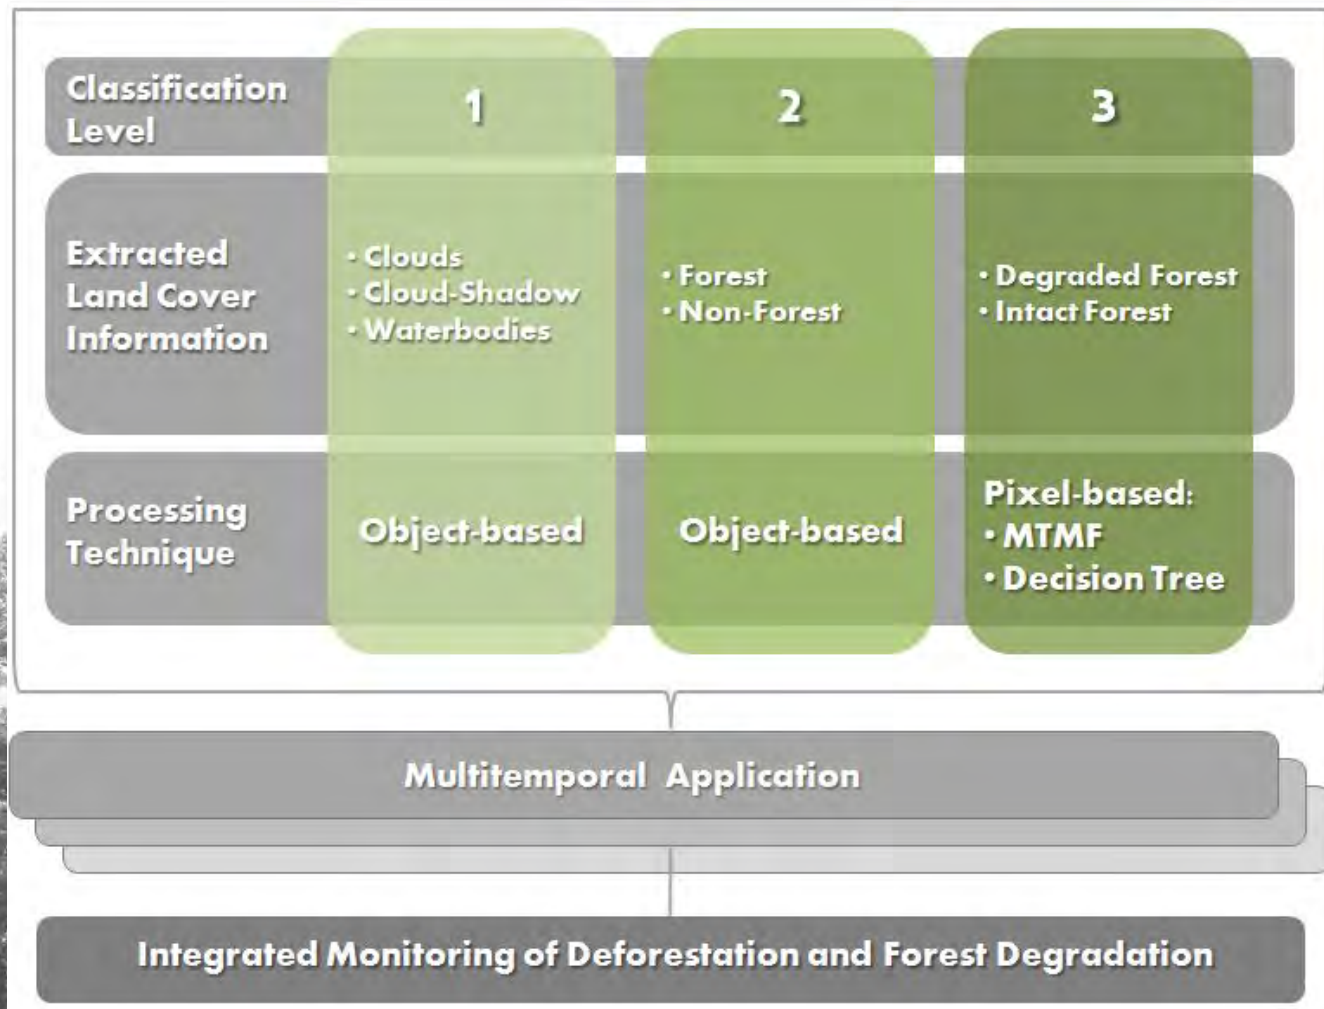 Classification
Level
1
2
3
Extracted
Land Cover
Information
• Clouds
• Cloud-Shadow
• Waterbodies
• Forest
• Non-Forest
• Degraded Forest
• Intact Forest
Processing
Technique
Object-based
Object-based
Pixel-based:
• MTMF
• Decision Tree
Multitemporal Application
Integrated Monitoring of Deforestation and Forest Degradation